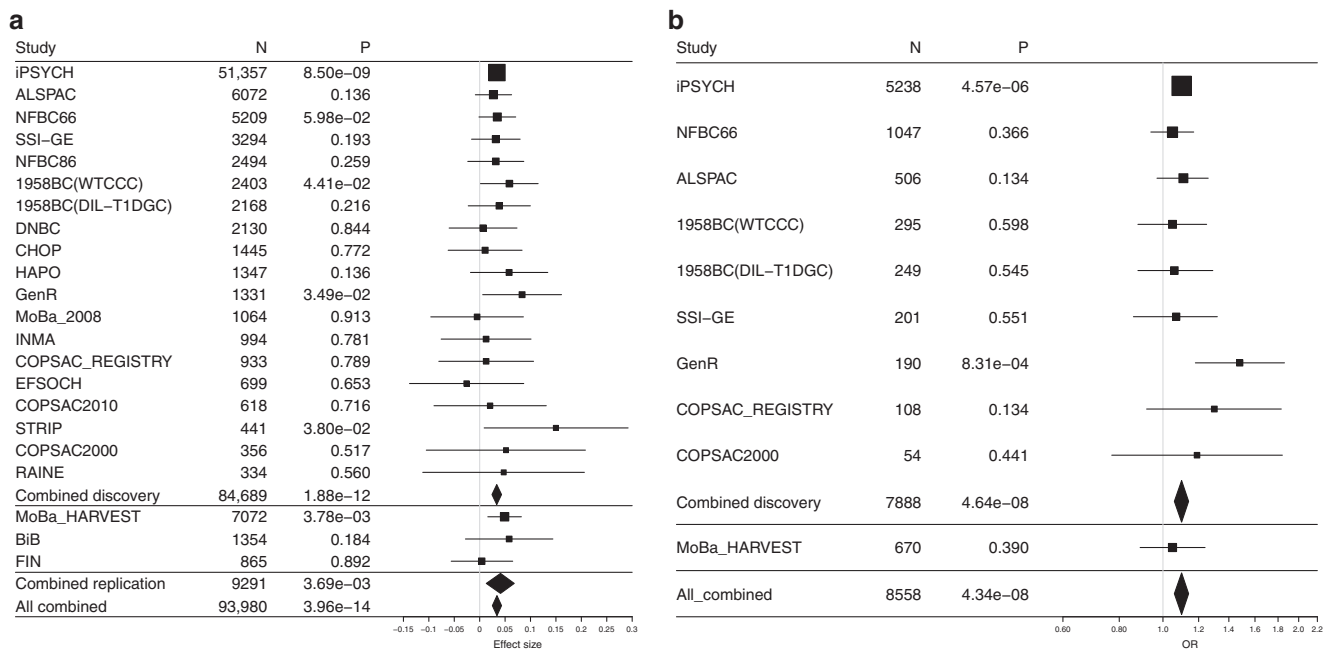 a
Study N P
iPSYCH 51,357 8.50e−09
ALSPAC 6072 0.136
NFBC66 5209 5.98e−02
SSI−GE 3294 0.193
NFBC86 2494 0.259
1958BC(WTCCC) 2403 4.41e−02
1958BC(DIL−T1DGC) 2168 0.216
DNBC 2130 0.844
CHOP 1445 0.772
HAPO 1347 0.136
GenR 1331 3.49e−02
MoBa_2008 1064 0.913
INMA 994 0.781
COPSAC_REGISTRY 933 0.789
EFSOCH 699 0.653
COPSAC2010 618 0.716
STRIP 441 3.80e−02
COPSAC2000 356 0.517
RAINE 334 0.560
Combined discovery 84,689 1.88e−12
MoBa_HARVEST 7072 3.78e−03
BiB 1354 0.184
FIN 865 0.892
Combined replication 9291 3.69e−03
All combined 93,980 3.96e−14
−0.15 −0.1 −0.05 0 0.05 0.1 0.15 0.2 0.25 0.3
Effect size
b
Study N P
iPSYCH 5238 4.57e−06
NFBC66 1047 0.366
ALSPAC 506 0.134
1958BC(WTCCC) 295 0.598
1958BC(DIL−T1DGC) 249 0.545
SSI−GE 201 0.551
GenR 190 8.31e−04
COPSAC_REGISTRY 108 0.134
COPSAC2000 54 0.441
Combined discovery 7888 4.64e−08
MoBa_HARVEST 670 0.390
All_combined 8558 4.34e−08
0.60 0.80 1.0 1.2 1.4 1.6 1.8 2.0 2.2
OR